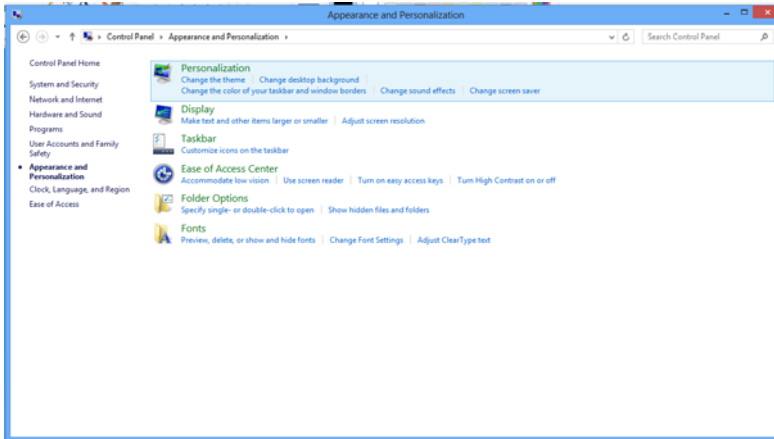 Appearance and Personalization
Control Panel Appearance and Personalization
Search Control Panel
Control Panel Home
System and Security
Network and Internet
Hardware and Sound
Programs
User Accounts and Family
Safety
Appearance and
Personalization
Clock, Language, and Region
Ease of Access
Personalization
Change the theme Change desktop background
Change the color of your taskbar and window borders Change sound effects Change screen saver
Display
Make text and other items larger or smaller Adjust screen resolution
Taskbar
Customize icons on the taskbar
Ease of Access Center
Accommodate low vision Use screen reader Turn on easy access keys Turn High Contrast on or off
Folder Options
Specify single- or double-click to open Show hidden files and folders
Fonts
Preview, delete, or show and hide fonts Change Font Settings Adjust ClearType text